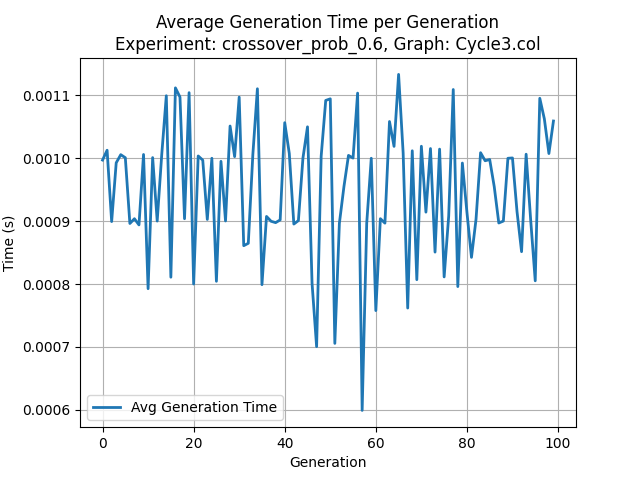 Average Generation Time per Generation
Experiment: crossover_prob_0.6, Graph: Cycle3.col
Time (s)
0.0011
0.0010
0.0009
0.0008
0.0007
0.0006
Avg Generation Time
0 20 40 60 80 100
Generation